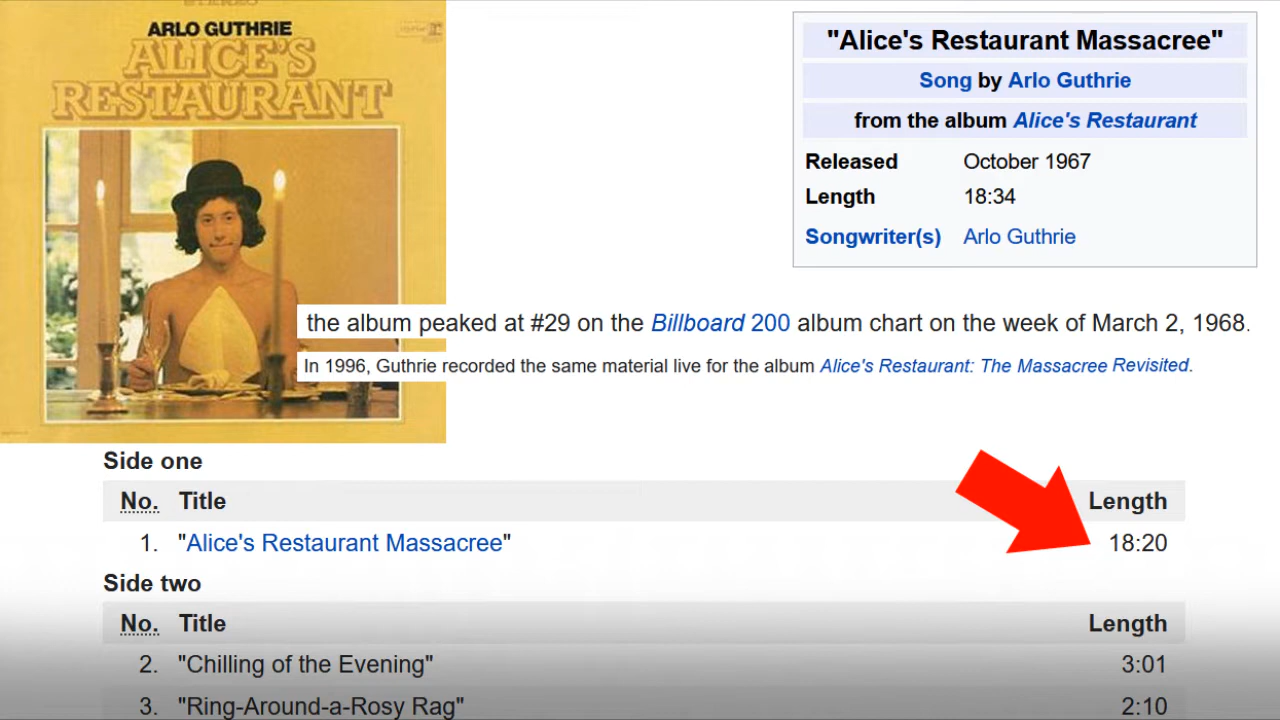 ARLO GUTHRIE
ALICE'S
RESTAURANT
"Alice's Restaurant Massacree"
Song by Arlo Guthrie
from the album Alice's Restaurant
Released October 1967
Length 18:34
Songwriter(s) Arlo Guthrie
the album peaked at #29 on the Billboard 200 album chart on the week of March 2, 1968.
In 1996, Guthrie recorded the same material live for the album Alice's Restaurant: The Massacree Revisited.
Side one
No. Title Length
1. "Alice's Restaurant Massacree" 18:20
Side two
No. Title Length
2. "Chilling of the Evening" 3:01
3. "Ring-Around-a-Rosy Rag" 2:10